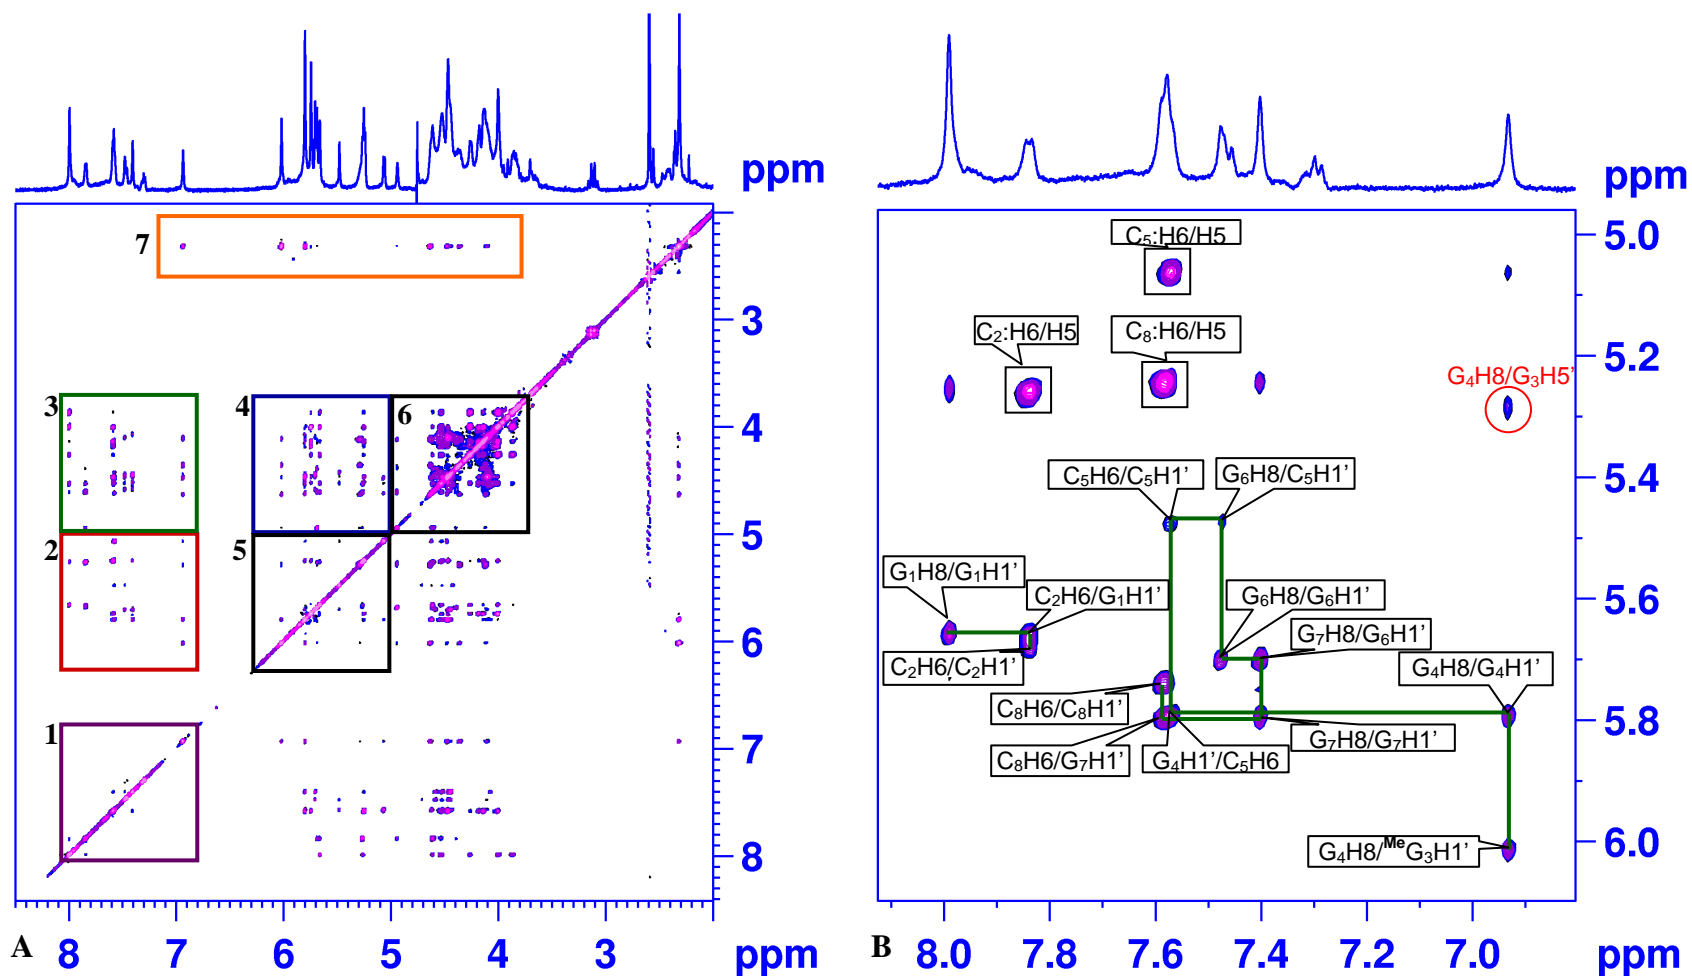 ppm
ppm
7
3
4
6
2
5
1
3
4
5
6
7
8
8
7
6
5
4
3
ppm
A
C5:H6/H5
C2:H6/H5
C8:H6/H5
G4H8/G3H5'
C5H6/C5H1'
G6H8/C5H1'
G1H8/G1H1'
C2H6/G1H1'
G6H8/G6H1'
G7H8/G6H1'
C2H6/C2H1'
G4H8/G4H1'
C8H6/C8H1'
G7H8/G7H1'
C8H6/G7H1'
G4H1'/C5H6
G4H8/MeG3H1'
5.0
5.2
5.4
5.6
5.8
6.0
B
8.0
7.8
7.6
7.4
7.2
7.0
ppm